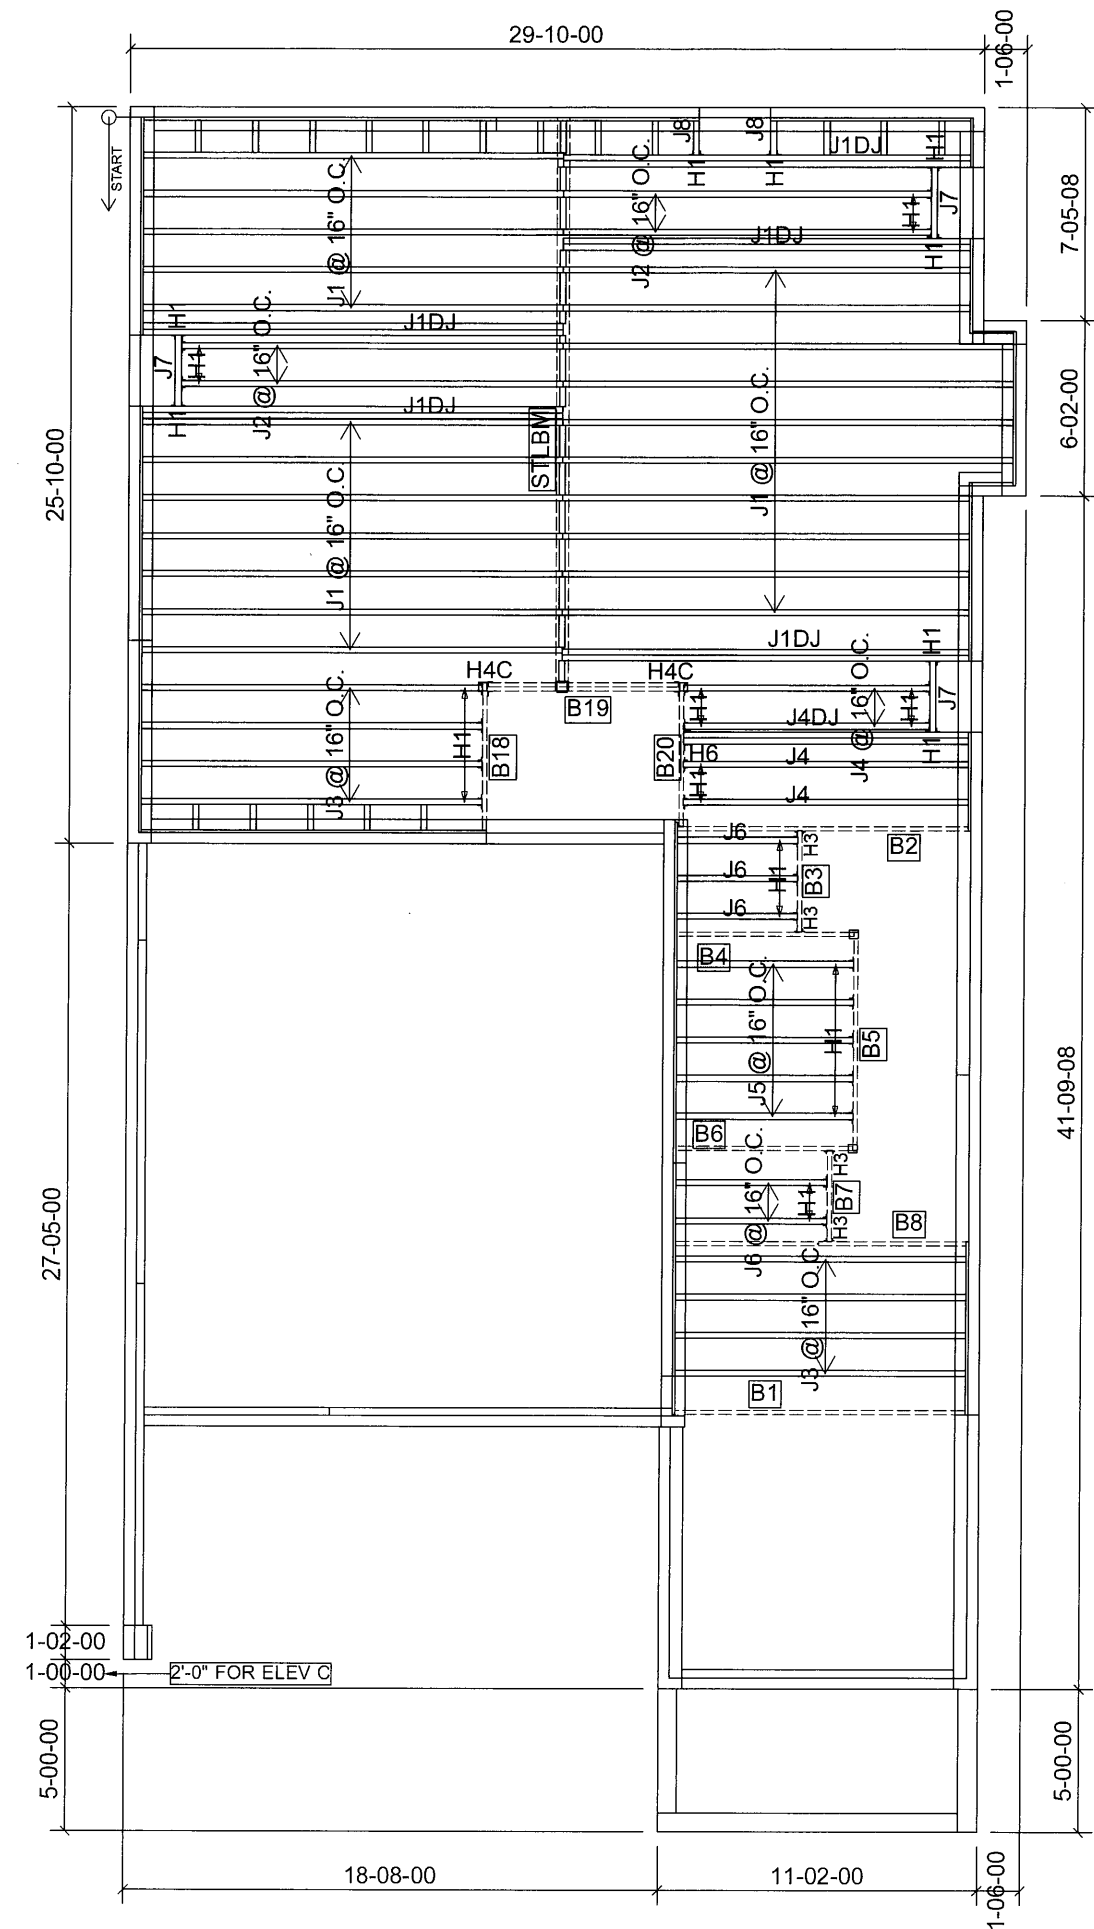 29-10-00
1-06-00
START
J8
J8
J1DJ
H1
H1
H1
J7
H1
J1 @ 16" O.C.
J2 @ 16" O.C.
J1DJ
H1
7-05-08
H1
J1DJ
J7
H1
J2 @ 16" O.C.
J1DJ
H1
STLBM
J1 @ 16" O.C.
6-02-00
25-10-00
J1 @ 16" O.C.
J1DJ
H1
H4C
H4C
B19
H1
J4DJ
J4 @ 16" O.C.
H1
J7
H1
J3 @ 16" O.C.
H1
B18
B20
H6
J4
H1
J4
J6
H3
B2
J6
H1
B3
J6
H3
B4
J5 @ 16" O.C.
H1
B5
B6
H3
J6 @ 16" O.C.
H1
B7
H3
B8
J3 @ 16" O.C
B1
27-05-00
41-09-08
1-02-00
1-00-00
2'-0" FOR ELEV C
5-00-00
5-00-00
18-08-00
11-02-00
1-06-00